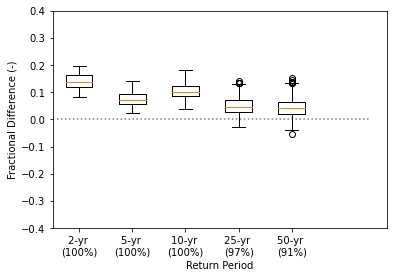 Fractional Difference (-)
0.4
0.3
0.2
0.1
0.0
−0.1
−0.2
−0.3
−0.4
2-yr 5-yr 10-yr 25-yr 50-yr
(100%) (100%) (100%) (97%) (91%)
Return Period